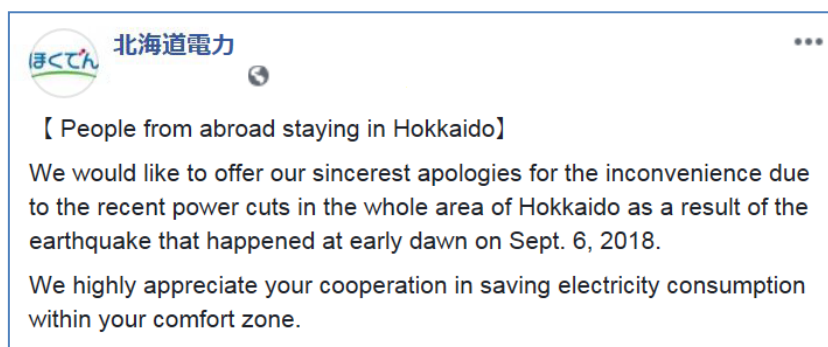 ほくでん
北海道電力
【 People from abroad staying in Hokkaido】
We would like to offer our sincerest apologies for the inconvenience due
to the recent power cuts in the whole area of Hokkaido as a result of the
earthquake that happened at early dawn on Sept. 6, 2018.
We highly appreciate your cooperation in saving electricity consumption
within your comfort zone.